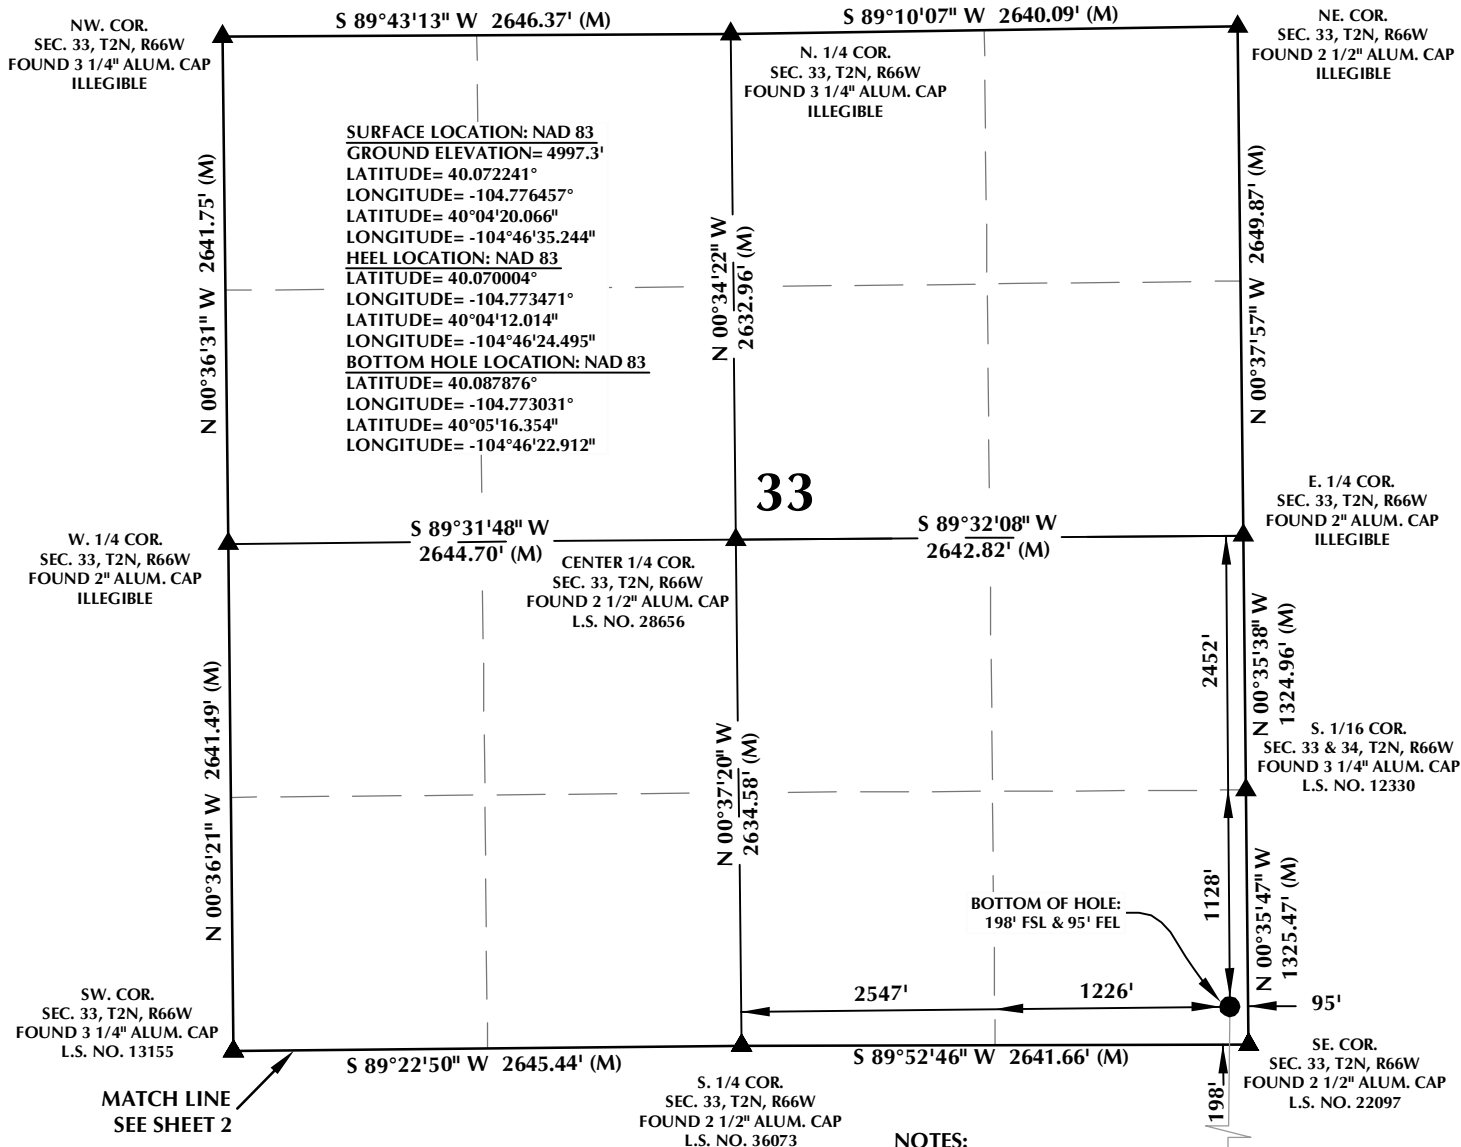 S 89°43'13" W 2646.37' (M)
S 89°10'07" W 2640.09' (M)
NW. COR.
SEC. 33, T2N, R66W
FOUND 3 1/4" ALUM. CAP
ILLEGIBLE
N. 1/4 COR.
SEC. 33, T2N, R66W
FOUND 3 1/4" ALUM. CAP
ILLEGIBLE
NE. COR.
SEC. 33, T2N, R66W
FOUND 2 1/2" ALUM. CAP
ILLEGIBLE
SURFACE LOCATION: NAD 83
GROUND ELEVATION= 4997.3'
LATITUDE= 40.072241°
LONGITUDE= -104.776457°
LATITUDE= 40°04'20.066"
LONGITUDE= -104°46'35.244"
HEEL LOCATION: NAD 83
LATITUDE= 40.070004°
LONGITUDE= -104.773471°
LATITUDE= 40°04'12.014"
LONGITUDE= -104°46'24.495"
BOTTOM HOLE LOCATION: NAD 83
LATITUDE= 40.087876°
LONGITUDE= -104.773031°
LATITUDE= 40°05'16.354"
LONGITUDE= -104°46'22.912"
N 00°36'31" W 2641.75' (M)
N 00°34'22" W
2632.96' (M)
N 00°37'57" W 2649.87' (M)
33
W. 1/4 COR.
SEC. 33, T2N, R66W
FOUND 2" ALUM. CAP
ILLEGIBLE
S 89°31'48" W
2644.70' (M)
CENTER 1/4 COR.
SEC. 33, T2N, R66W
FOUND 2 1/2" ALUM. CAP
L.S. NO. 28656
S 89°32'08" W
2642.82' (M)
E. 1/4 COR.
SEC. 33, T2N, R66W
FOUND 2" ALUM. CAP
ILLEGIBLE
N 00°36'21" W 2641.49' (M)
N 00°37'20" W
2634.58' (M)
2452'
N 00°35'38" W
1324.96' (M)
S. 1/16 COR.
SEC. 33 & 34, T2N, R66W
FOUND 3 1/4" ALUM. CAP
L.S. NO. 12330
1128'
N 00°35'47" W
1325.47' (M)
BOTTOM OF HOLE:
198' FSL & 95' FEL
2547'
1226'
95'
SW. COR.
SEC. 33, T2N, R66W
FOUND 3 1/4" ALUM. CAP
L.S. NO. 13155
S 89°22'50" W 2645.44' (M)
S 89°52'46" W 2641.66' (M)
SE. COR.
SEC. 33, T2N, R66W
FOUND 2 1/2" ALUM. CAP
L.S. NO. 22097
MATCH LINE
SEE SHEET 2
S. 1/4 COR.
SEC. 33, T2N, R66W
FOUND 2 1/2" ALUM. CAP
L.S. NO. 36073
198'
NOTES: